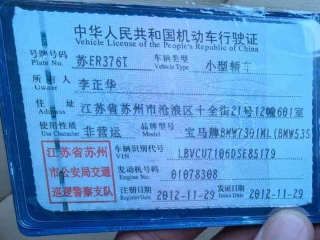 中华人民共和国机动车行驶证
Vehicle License of the People's Republic of China
号牌号码 苏ER376T 车辆类型 小型轿车
Plate No. Vehicle Type
所有人 李正华
Owner
住址 江苏省苏州市沧浪区十全街21号12幢601室
Address
使用性质 非营运 品牌型号 宝马牌BMW7301ML(BMW535
Use Character Model
江苏省苏州
市公安局交通
巡逻警察支队
车辆识别代号 LBVCU7106DSE85179
VIN
发动机号码 01078308
Engine No.
注册日期 2012-11-29 发证日期 2012-11-29
Register Date Issue Date